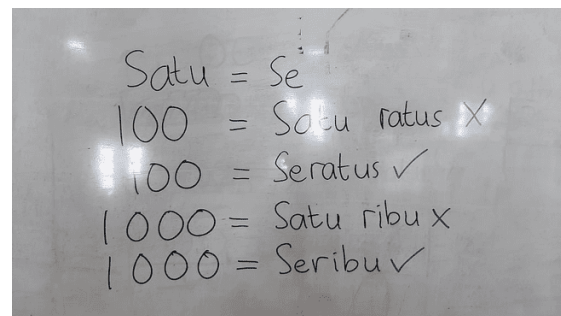 Satu = Se
100 = Satu ratus X
100 = Seratus ✓
1000 = Satu ribu x
1000 = Seribu ✓